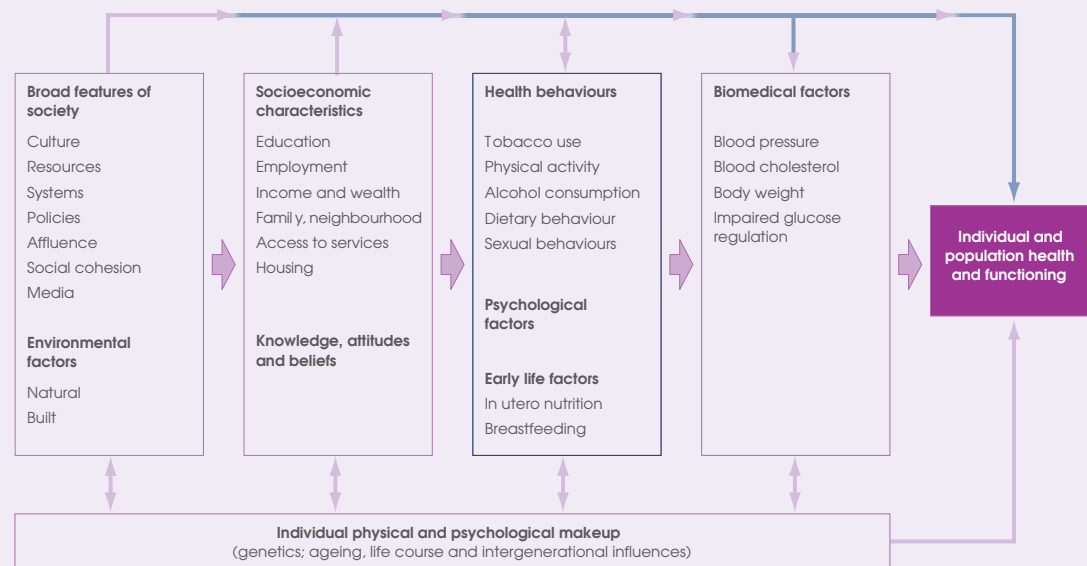 Broad features of
society
Culture
Resources
Systems
Policies
Affluence
Social cohesion
Media
Environmental
factors
Natural
Built
Socioeconomic
characteristics
Education
Employment
Income and wealth
Family, neighbourhood
Access to services
Housing
Knowledge, attitudes
and beliefs
Health behaviours
Tobacco use
Physical activity
Alcohol consumption
Dietary behaviour
Sexual behaviours
Psychological
factors
Early life factors
In utero nutrition
Breastfeeding
Biomedical factors
Blood pressure
Blood cholesterol
Body weight
Impaired glucose
regulation
Individual and
population health
and functioning
Individual physical and psychological makeup
(genetics; ageing, life course and intergenerational influences)